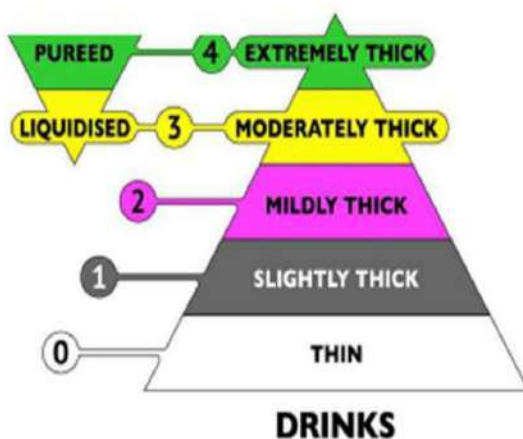 PUREED 4 EXTREMELY THICK
LIQUIDISED 3 MODERATELY THICK
2 MILDLY THICK
1 SLIGHTLY THICK
0 THIN
DRINKS